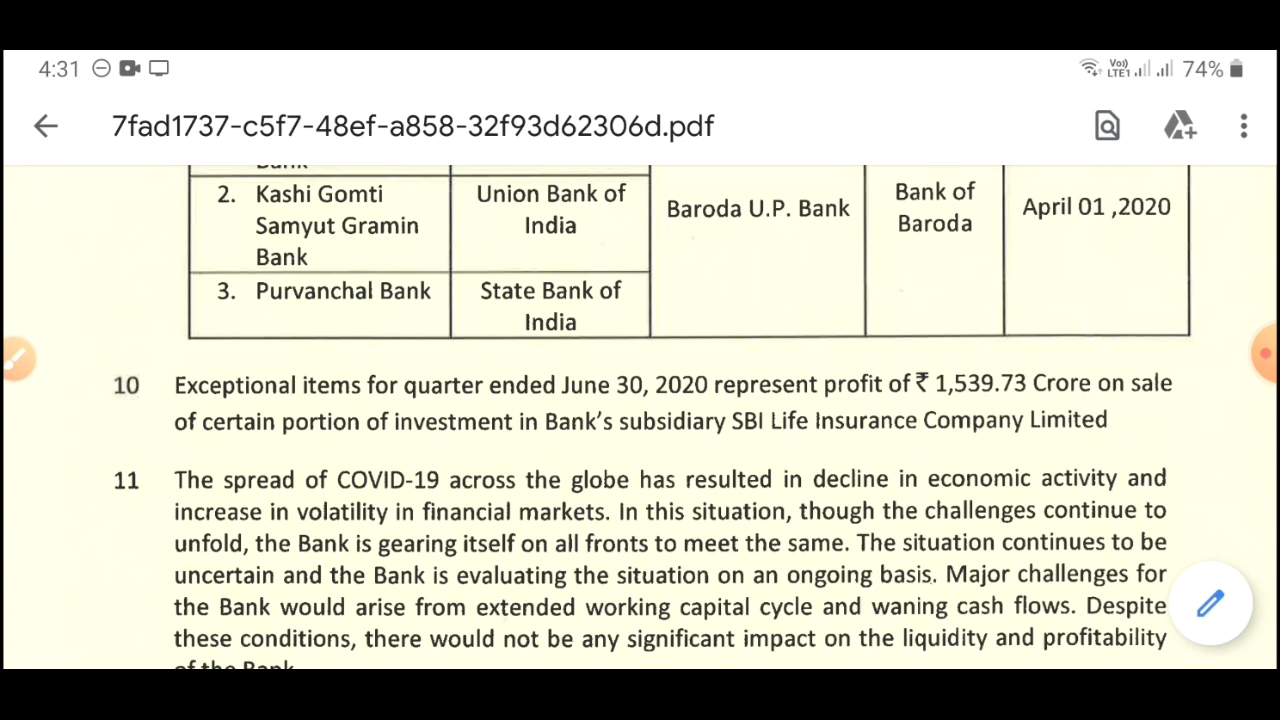 4:31
Vo)) LTE1 74%
7fad1737-c5f7-48ef-a858-32f93d62306d.pdf
Bank
2. Kashi Gomti Samyut Gramin Bank Union Bank of India Baroda U.P. Bank Bank of Baroda April 01 ,2020
3. Purvanchal Bank State Bank of India
10 Exceptional items for quarter ended June 30, 2020 represent profit of ₹ 1,539.73 Crore on sale
of certain portion of investment in Bank's subsidiary SBI Life Insurance Company Limited
11 The spread of COVID-19 across the globe has resulted in decline in economic activity and
increase in volatility in financial markets. In this situation, though the challenges continue to
unfold, the Bank is gearing itself on all fronts to meet the same. The situation continues to be
uncertain and the Bank is evaluating the situation on an ongoing basis. Major challenges for
the Bank would arise from extended working capital cycle and waning cash flows. Despite
these conditions, there would not be any significant impact on the liquidity and profitability
of the Bank